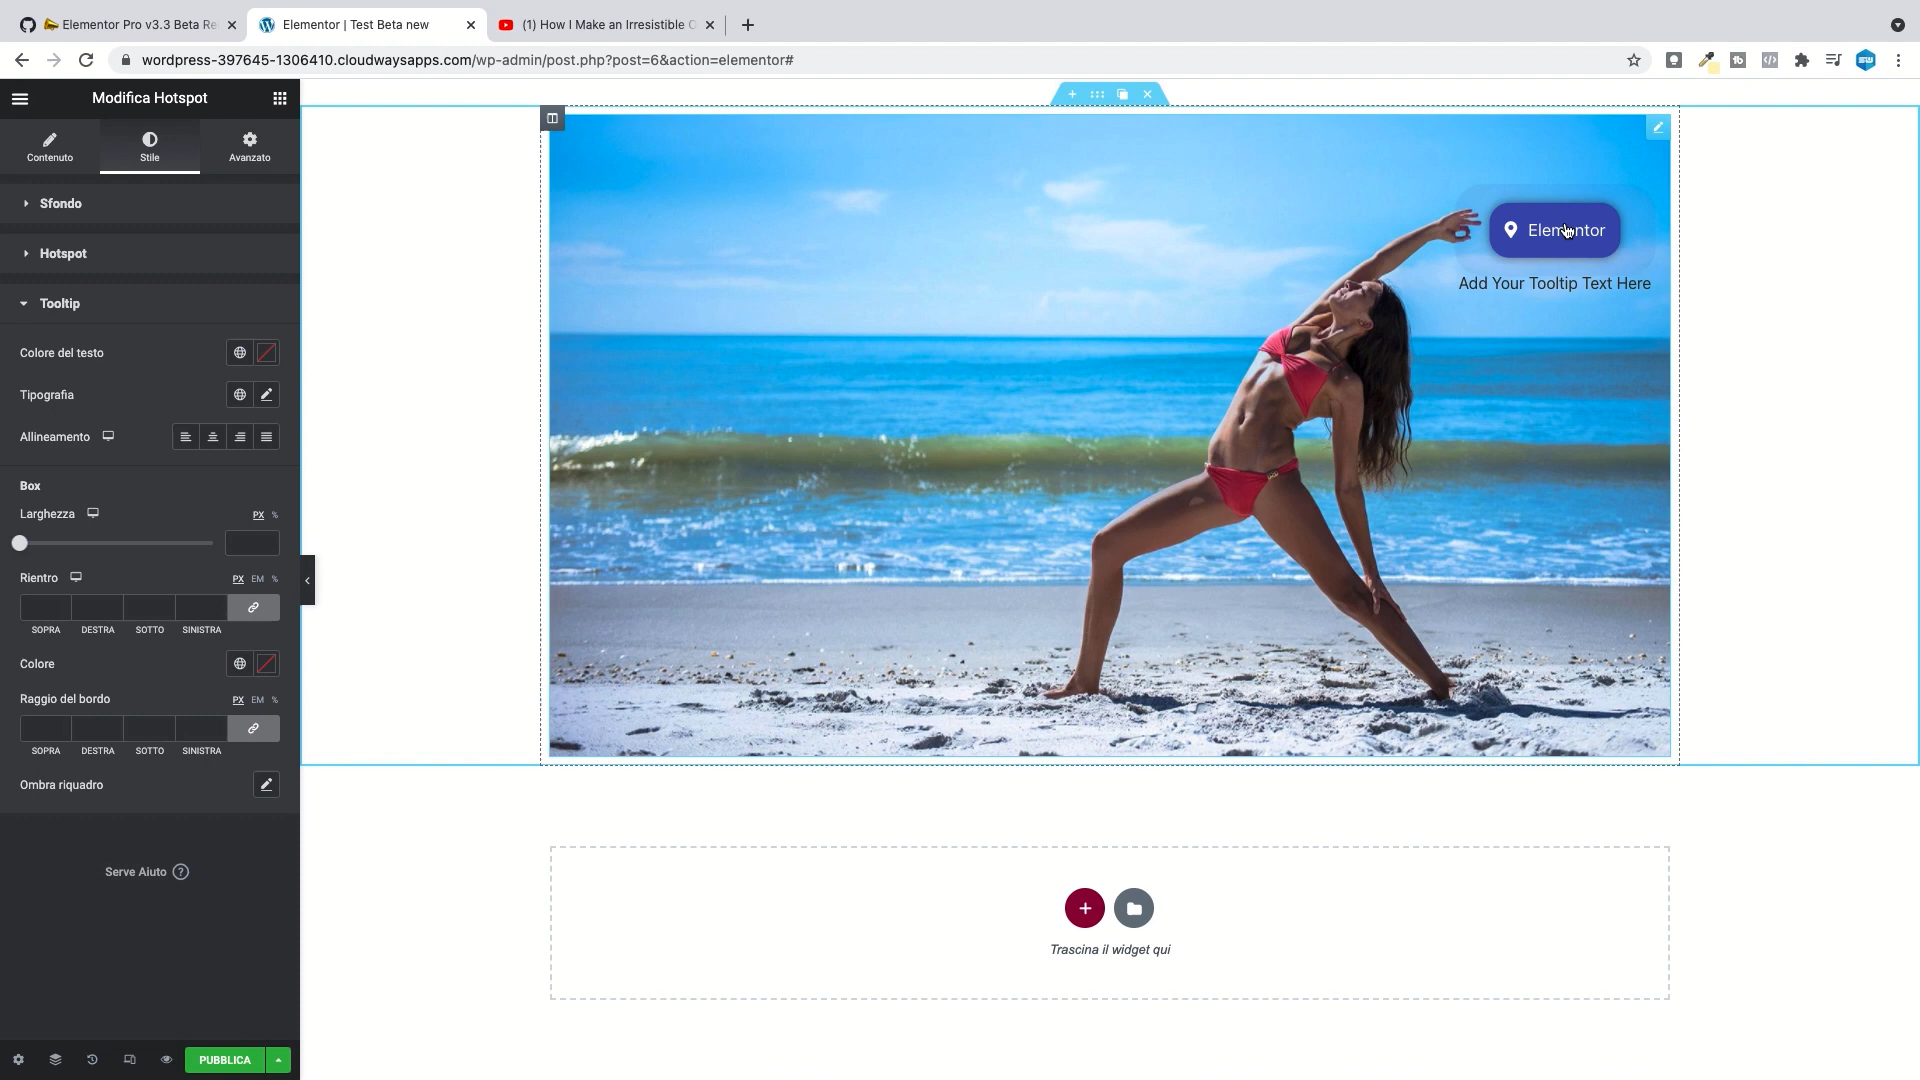 Elementor Pro v3.3 Beta Re
Elementor | Test Beta new
(1) How I Make an Irresistible O
wordpress-397645-1306410.cloudwaysapps.com/wp-admin/post.php?post=6&action=elementor#
Modifica Hotspot
Contenuto
Stile
Avanzato
Sfondo
Hotspot
Tooltip
Colore del testo
Tipografia
Allineamento
Box
Larghezza PX %
Rientro PX EM %
SOPRA DESTRA SOTTO SINISTRA
Colore
Raggio del bordo PX EM %
SOPRA DESTRA SOTTO SINISTRA
Ombra riquadro
Serve Aiuto ?
PUBBLICA
Elementor
Add Your Tooltip Text Here
Trascina il widget qui